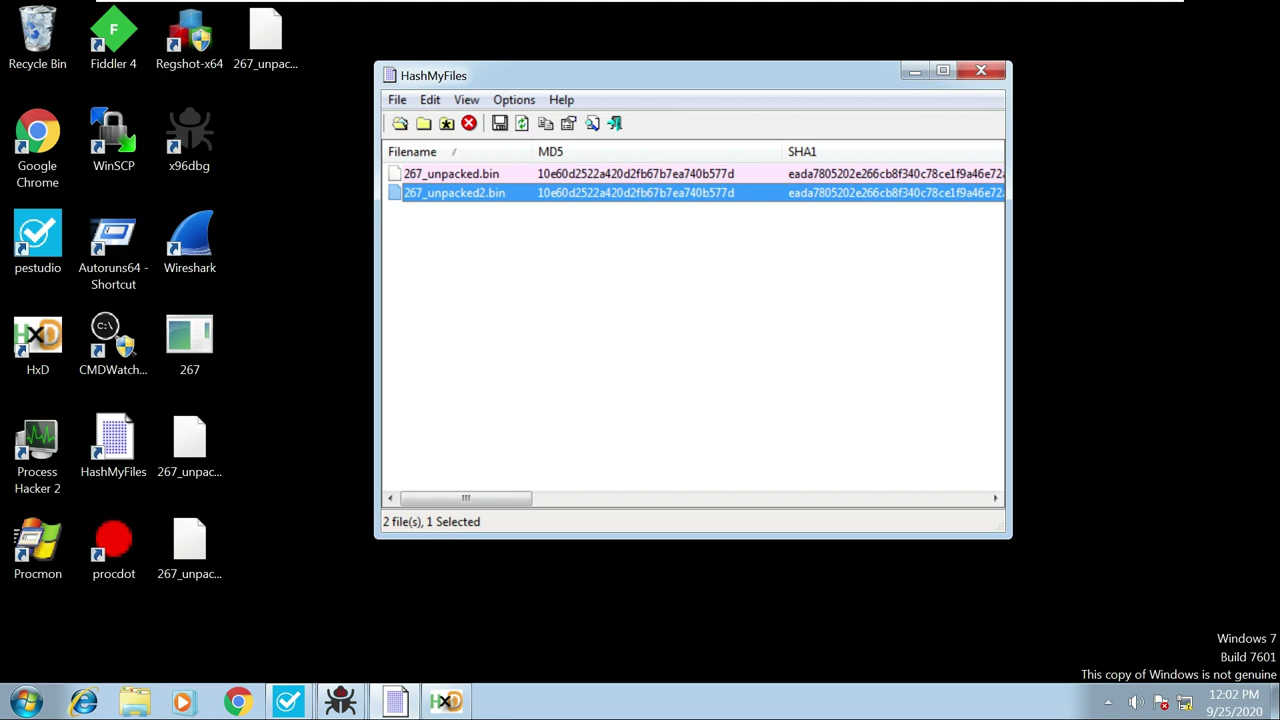 Recycle Bin
Fiddler 4
Regshot-x64
267_unpac...
Google
Chrome
WinSCP
x96dbg
pestudio
Autoruns64 -
Shortcut
Wireshark
HxD
HxD
C:\
CMDWatch...
267
Process
Hacker 2
HashMyFiles
267_unpac...
Procmon
procdot
267_unpac...
HashMyFiles
File Edit View Options Help
Filename MD5 SHA1
267_unpacked.bin 10e60d2522a420d2fb67b7ea740b577d eada7805202e266cb8f340c78ce1f9a46e72
267_unpacked2.bin 10e60d2522a420d2fb67b7ea740b577d eada7805202e266cb8f340c78ce1f9a46e72
2 file(s), 1 Selected
Windows 7
Build 7601
This copy of Windows is not genuine
HxD
12:02 PM
9/25/2020